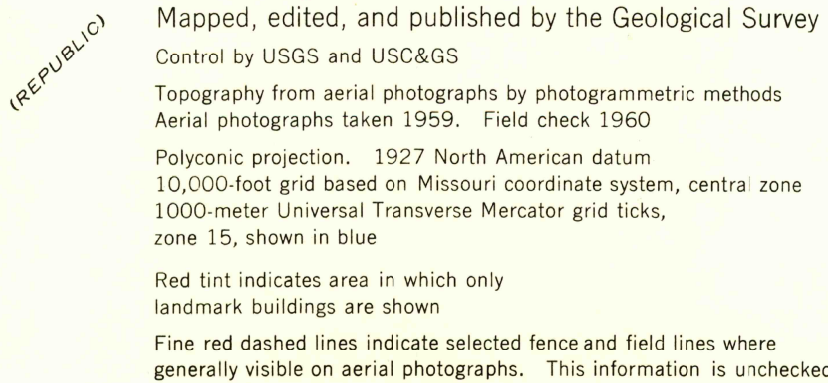 (REPUBLIC)
Mapped, edited, and published by the Geological Survey
Control by USGS and USC&GS
Topography from aerial photographs by photogrammetric methods
Aerial photographs taken 1959. Field check 1960
Polyconic projection. 1927 North American datum
10,000-foot grid based on Missouri coordinate system, central zone
1000-meter Universal Transverse Mercator grid ticks,
zone 15, shown in blue
Red tint indicates area in which only
landmark buildings are shown
Fine red dashed lines indicate selected fence and field lines where
generally visible on aerial photographs. This information is unchecked